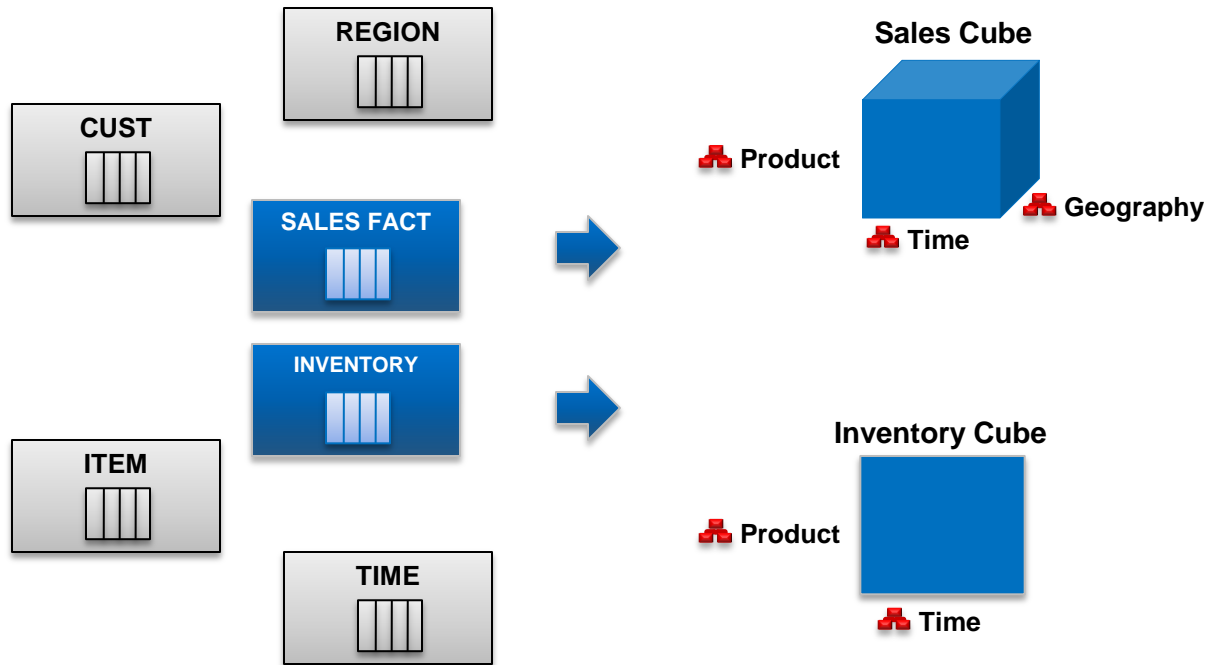 REGION
CUST
SALES FACT
INVENTORY
ITEM
TIME
Sales Cube
Product
Geography
Time
Inventory Cube
Product
Time